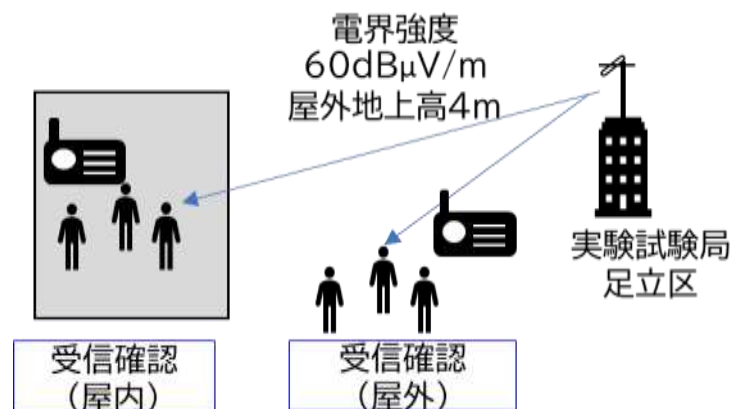 電界強度
60dBμV/m
屋外地上高4m
実験試験局
足立区
受信確認
（屋内）
受信確認
（屋外）